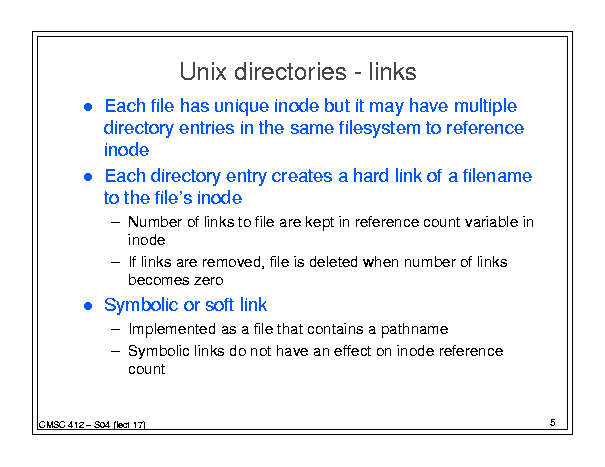 Unix directories - links
● Each file has unique inode but it may have multiple
directory entries in the same filesystem to reference
inode
● Each directory entry creates a hard link of a filename
to the file's inode
– Number of links to file are kept in reference count variable in
inode
– If links are removed, file is deleted when number of links
becomes zero
● Symbolic or soft link
– Implemented as a file that contains a pathname
– Symbolic links do not have an effect on inode reference
count
CMSC 412 – S04 (lect 17)
5